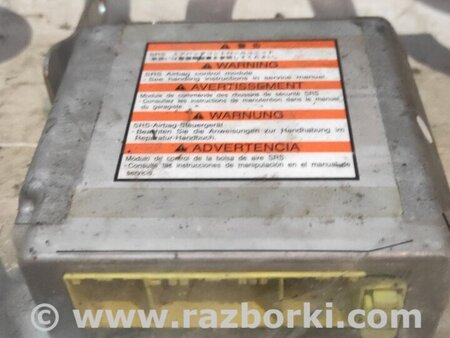 警告
WARNING
SRS Airbag control module
- See handling instructions in service manual.
AVERTISSEMENT
Module de commande des coussins de sécurité SRS
- Consultez les instructions de manutention dans le manuel
du garagiste
WARNUNG
SRS-Airbag-Steuergerät
- Beachten Sie die Anweisungen zur Handhabung im
Reparatur-Handbuch.
ADVERTENCIA
Modulo de control de la bolsa de aire SRS
- Consulte las instrucciones de manipulación en el manual de
servicio.
© www.razborki.com